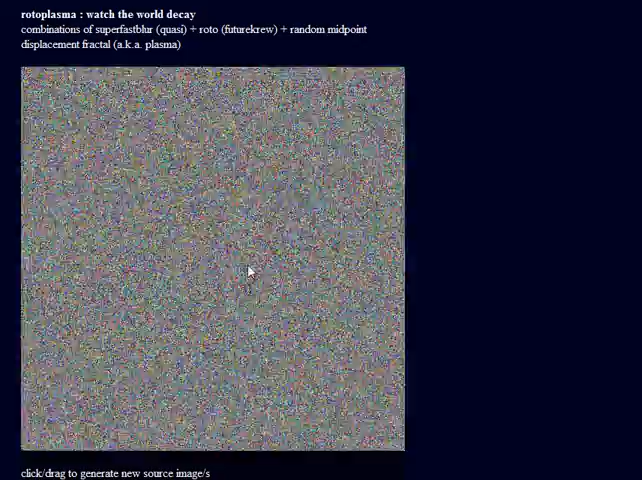 rotoplasma : watch the world decay
combinations of superfastblur (quasi) + roto (futurekrew) + random midpoint
displacement fractal (a.k.a. plasma)
click/drag to generate new source image/s